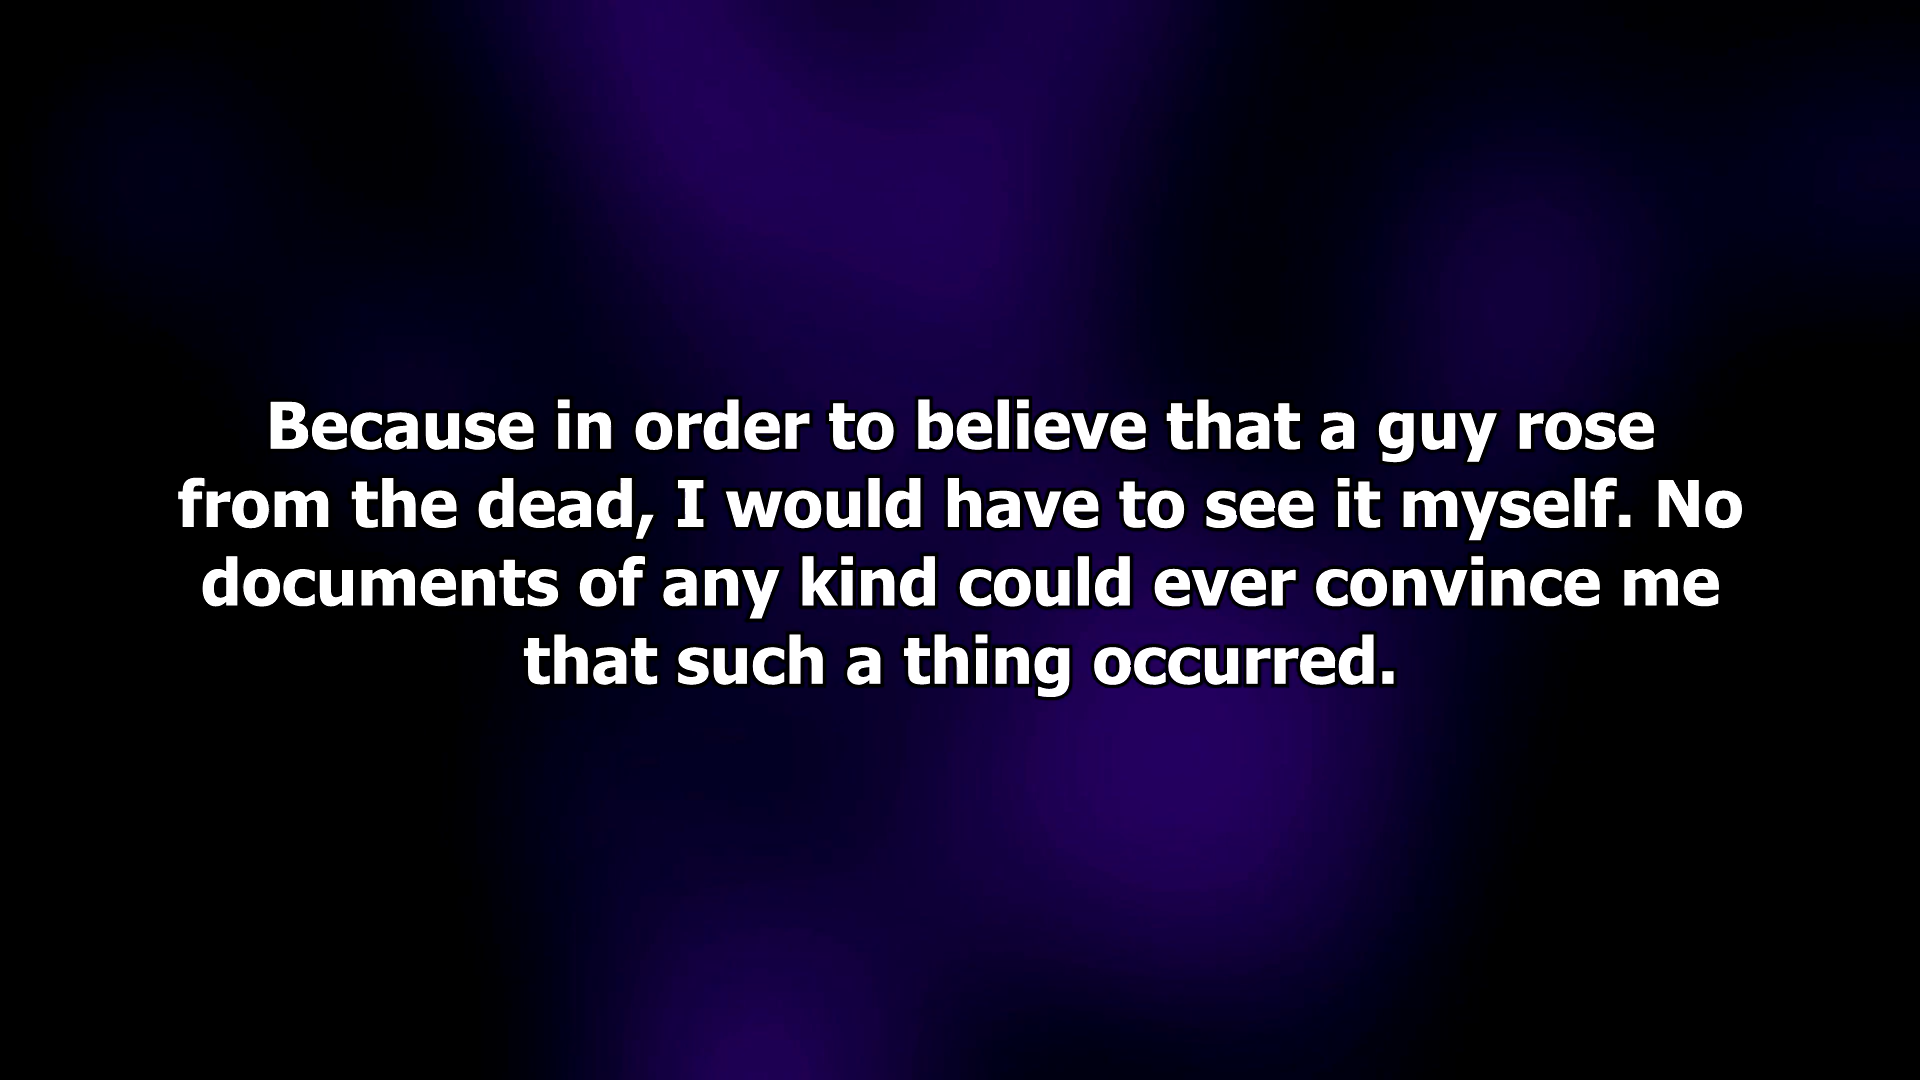 Because in order to believe that a guy rose
from the dead, I would have to see it myself. No
documents of any kind could ever convince me
that such a thing occurred.